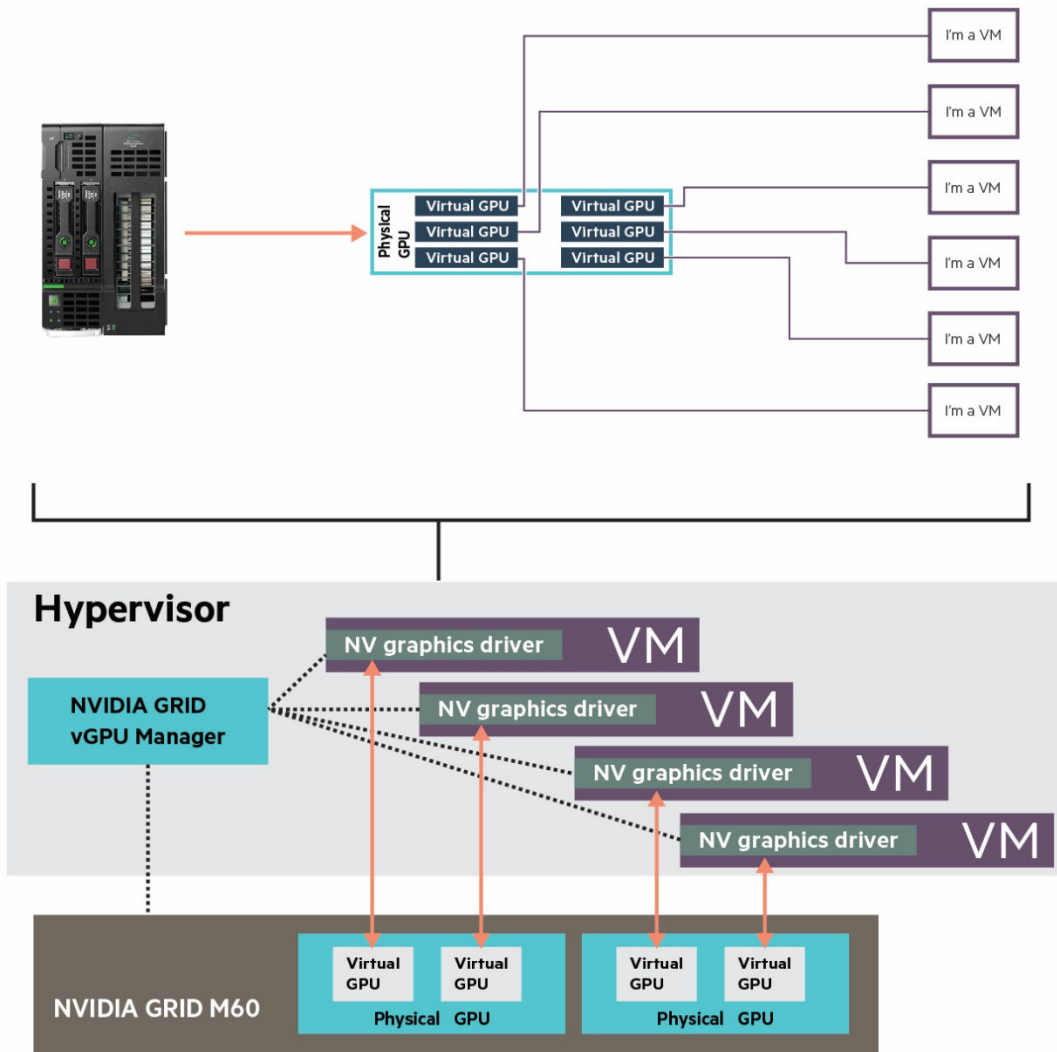 I'm a VM
I'm a VM
I'm a VM
I'm a VM
I'm a VM
I'm a VM
Physical
GPU
Virtual GPU
Virtual GPU
Virtual GPU
Virtual GPU
Virtual GPU
Virtual GPU
Hypervisor
NV graphics driver VM
NV graphics driver VM
NV graphics driver VM
NV graphics driver VM
NVIDIA GRID
vGPU Manager
NVIDIA GRID M60
Virtual
GPU
Virtual
GPU
Physical GPU
Virtual
GPU
Virtual
GPU
Physical GPU